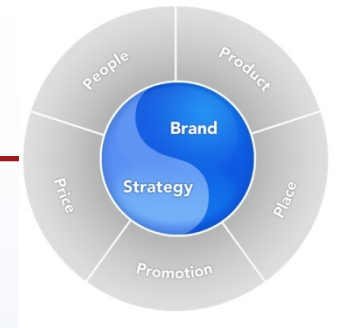 People
Product
Brand
Strategy
Price
Place
Promotion